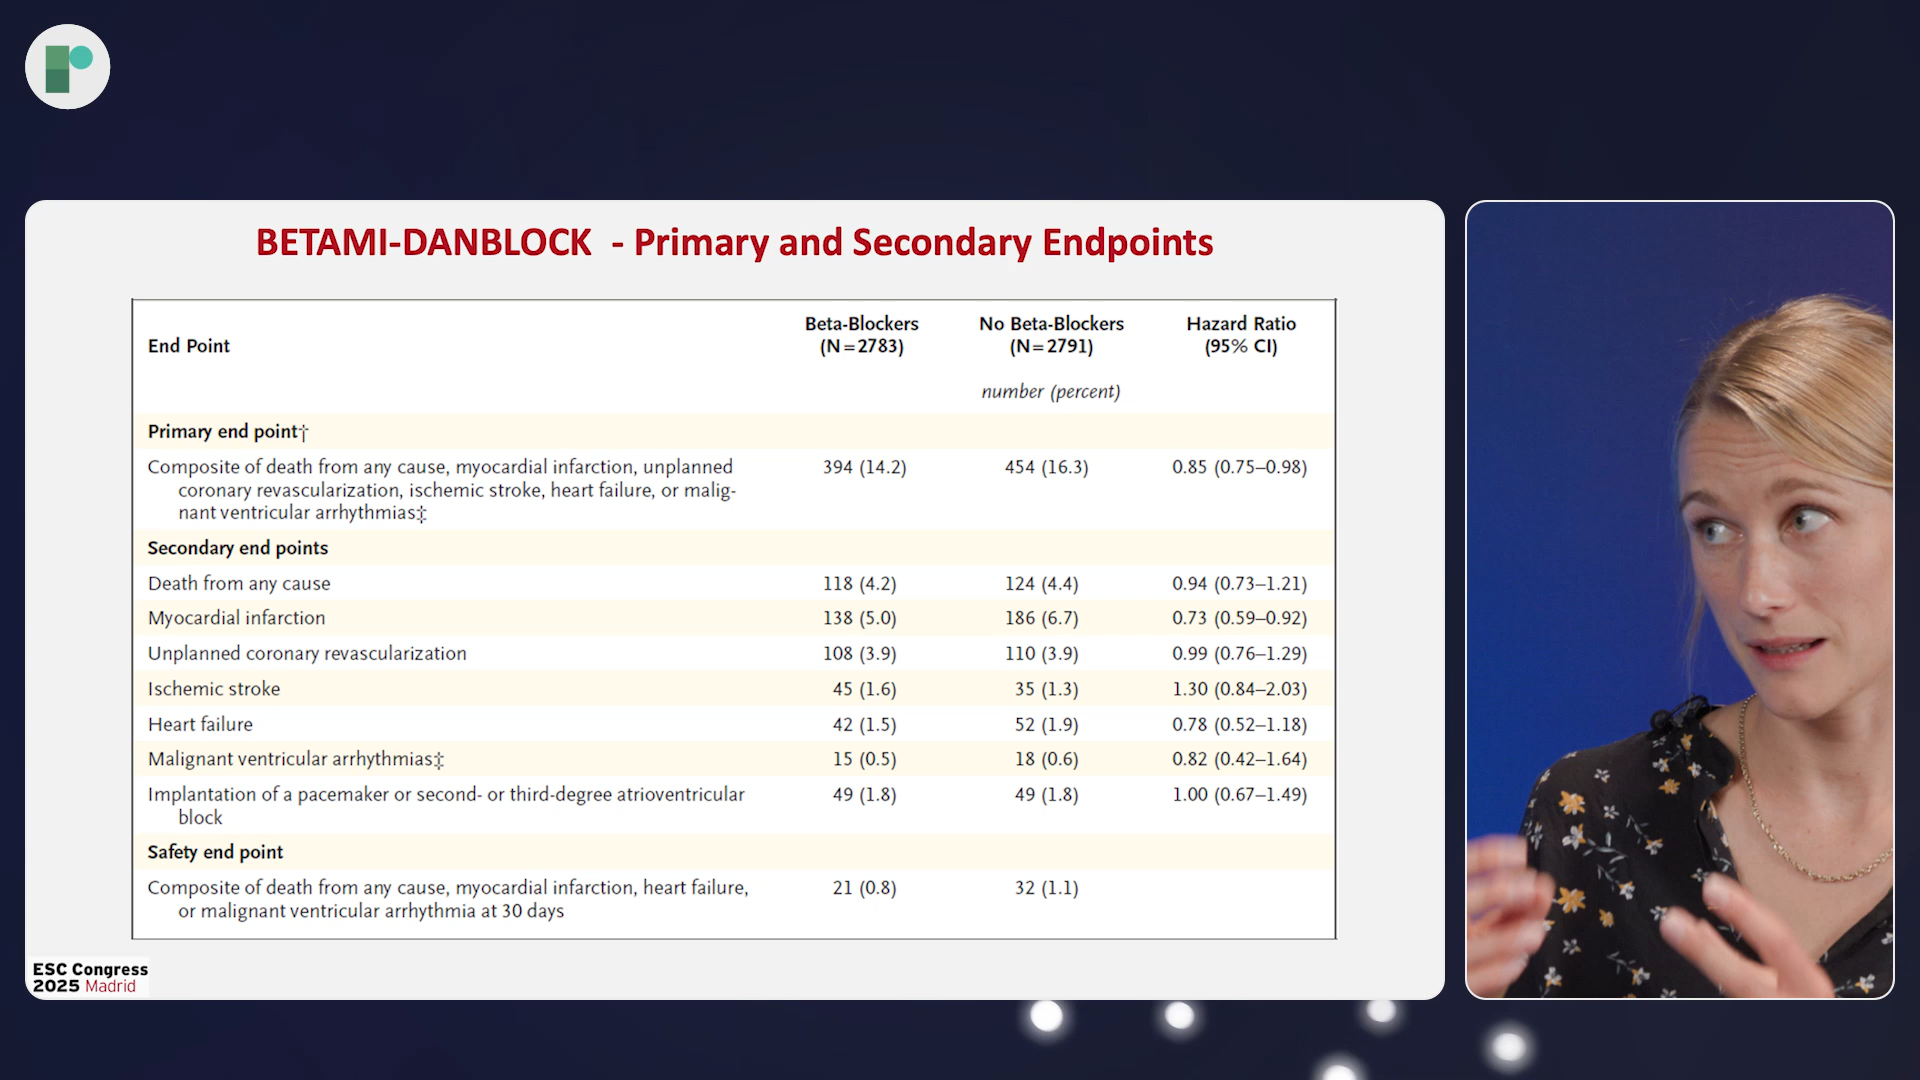 BETAMI-DANBLOCK - Primary and Secondary Endpoints
End Point
Beta-Blockers
(N=2783)
No Beta-Blockers
(N=2791)
Hazard Ratio
(95% CI)
number (percent)
Primary end point†
Composite of death from any cause, myocardial infarction, unplanned
coronary revascularization, ischemic stroke, heart failure, or malig-
nant ventricular arrhythmias‡
394 (14.2) 454 (16.3) 0.85 (0.75–0.98)
Secondary end points
Death from any cause 118 (4.2) 124 (4.4) 0.94 (0.73–1.21)
Myocardial infarction 138 (5.0) 186 (6.7) 0.73 (0.59–0.92)
Unplanned coronary revascularization 108 (3.9) 110 (3.9) 0.99 (0.76–1.29)
Ischemic stroke 45 (1.6) 35 (1.3) 1.30 (0.84–2.03)
Heart failure 42 (1.5) 52 (1.9) 0.78 (0.52–1.18)
Malignant ventricular arrhythmias‡ 15 (0.5) 18 (0.6) 0.82 (0.42–1.64)
Implantation of a pacemaker or second- or third-degree atrioventricular
block
49 (1.8) 49 (1.8) 1.00 (0.67–1.49)
Safety end point
Composite of death from any cause, myocardial infarction, heart failure,
or malignant ventricular arrhythmia at 30 days
21 (0.8) 32 (1.1)
ESC Congress
2025 Madrid